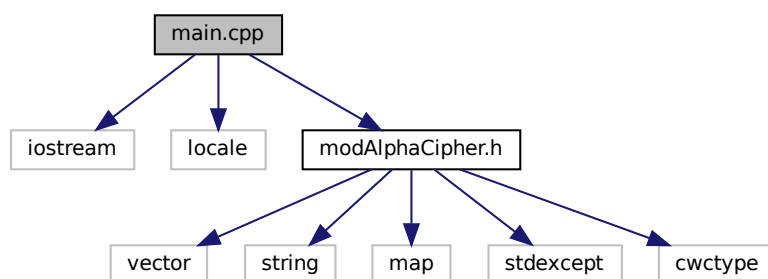 main.cpp
iostream
locale
modAlphaCipher.h
vector
string
map
stdexcept
cwctype